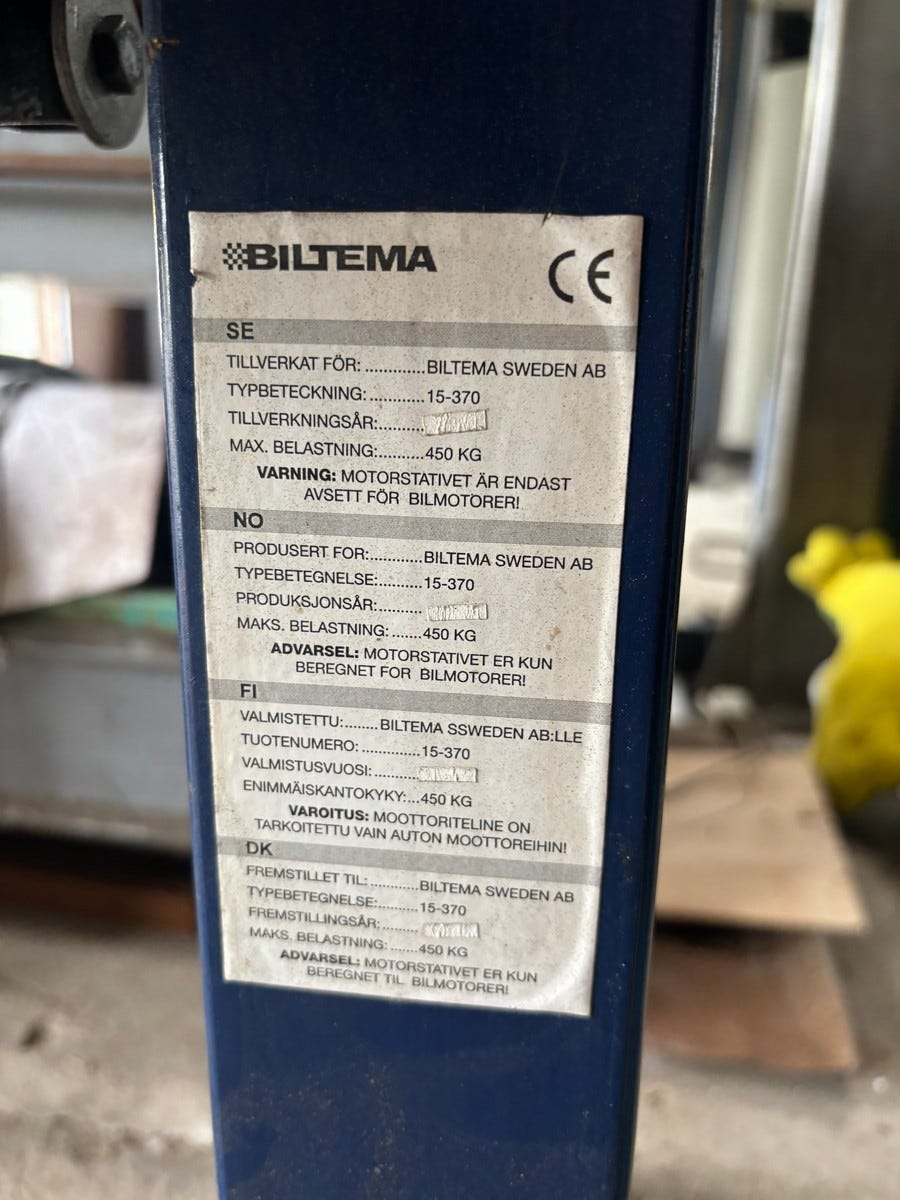 BILTEMA CE
SE
TILLVERKAT FÖR:............BILTEMA SWEDEN AB
TYPBETECKNING:............15-370
TILLVERKNINGSÅR:..........
MAX. BELASTNING:..........450 KG
VARNING: MOTORSTATIVET ÄR ENDAST
AVSETT FÖR BILMOTORER!
NO
PRODUSERT FOR:............BILTEMA SWEDEN AB
TYPEBETEGNELSE:..........15-370
PRODUKSJONSÅR:..........
MAKS. BELASTNING:.......450 KG
ADVARSEL: MOTORSTATIVET ER KUN
BEREGNET FOR BILMOTORER!
FI
VALMISTETTU:........BILTEMA SSWEDEN AB:LLE
TUOTENUMERO:.............15-370
VALMISTUSVUOSI:..........
ENIMMÄISKANTOKYKY:...450 KG
VAROITUS: MOOTTORITELINE ON
TARKOITETTU VAIN AUTON MOOTTOREIHIN!
DK
FREMSTILLET TIL:............BILTEMA SWEDEN AB
TYPEBETEGNELSE:..........15-370
FREMSTILLINGSÅR:.........
MAKS. BELASTNING:.......450 KG
ADVARSEL: MOTORSTATIVET ER KUN
BEREGNET TIL BILMOTORER!